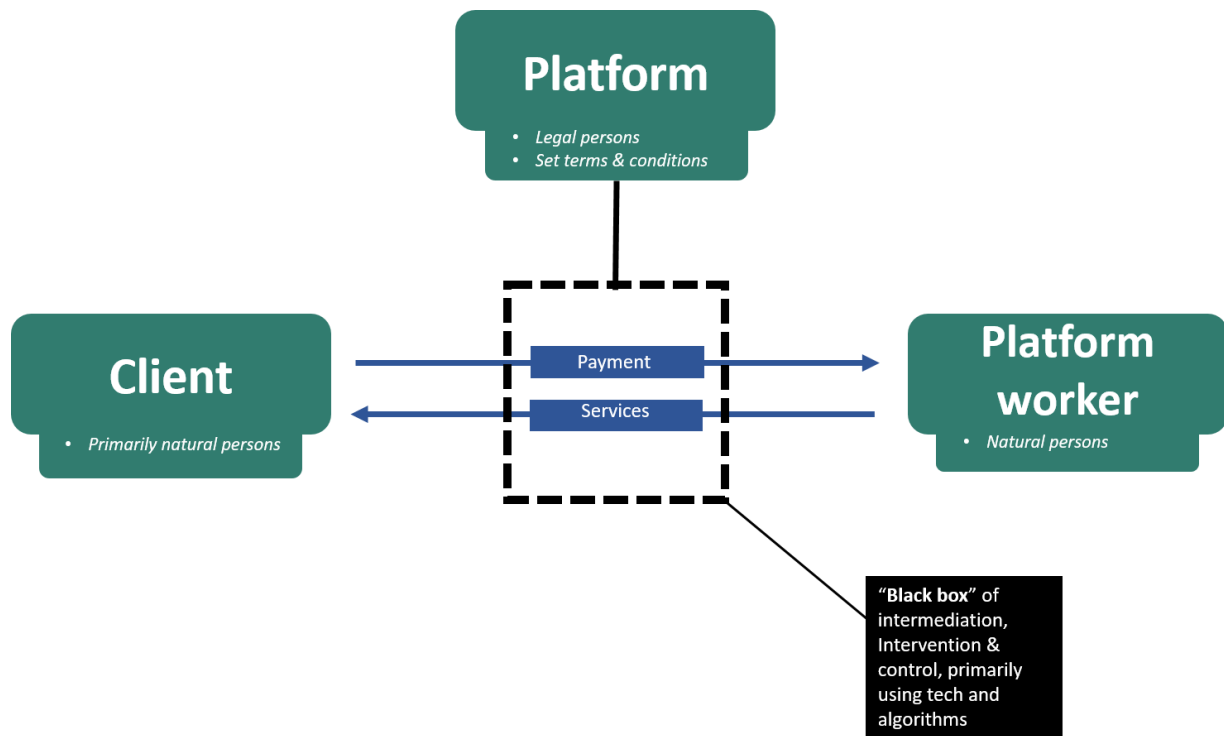 Platform
• Legal persons
• Set terms & conditions
Client
• Primarily natural persons
Payment
Services
Platform
worker
• Natural persons
“Black box” of
intermediation,
Intervention &
control, primarily
using tech and
algorithms